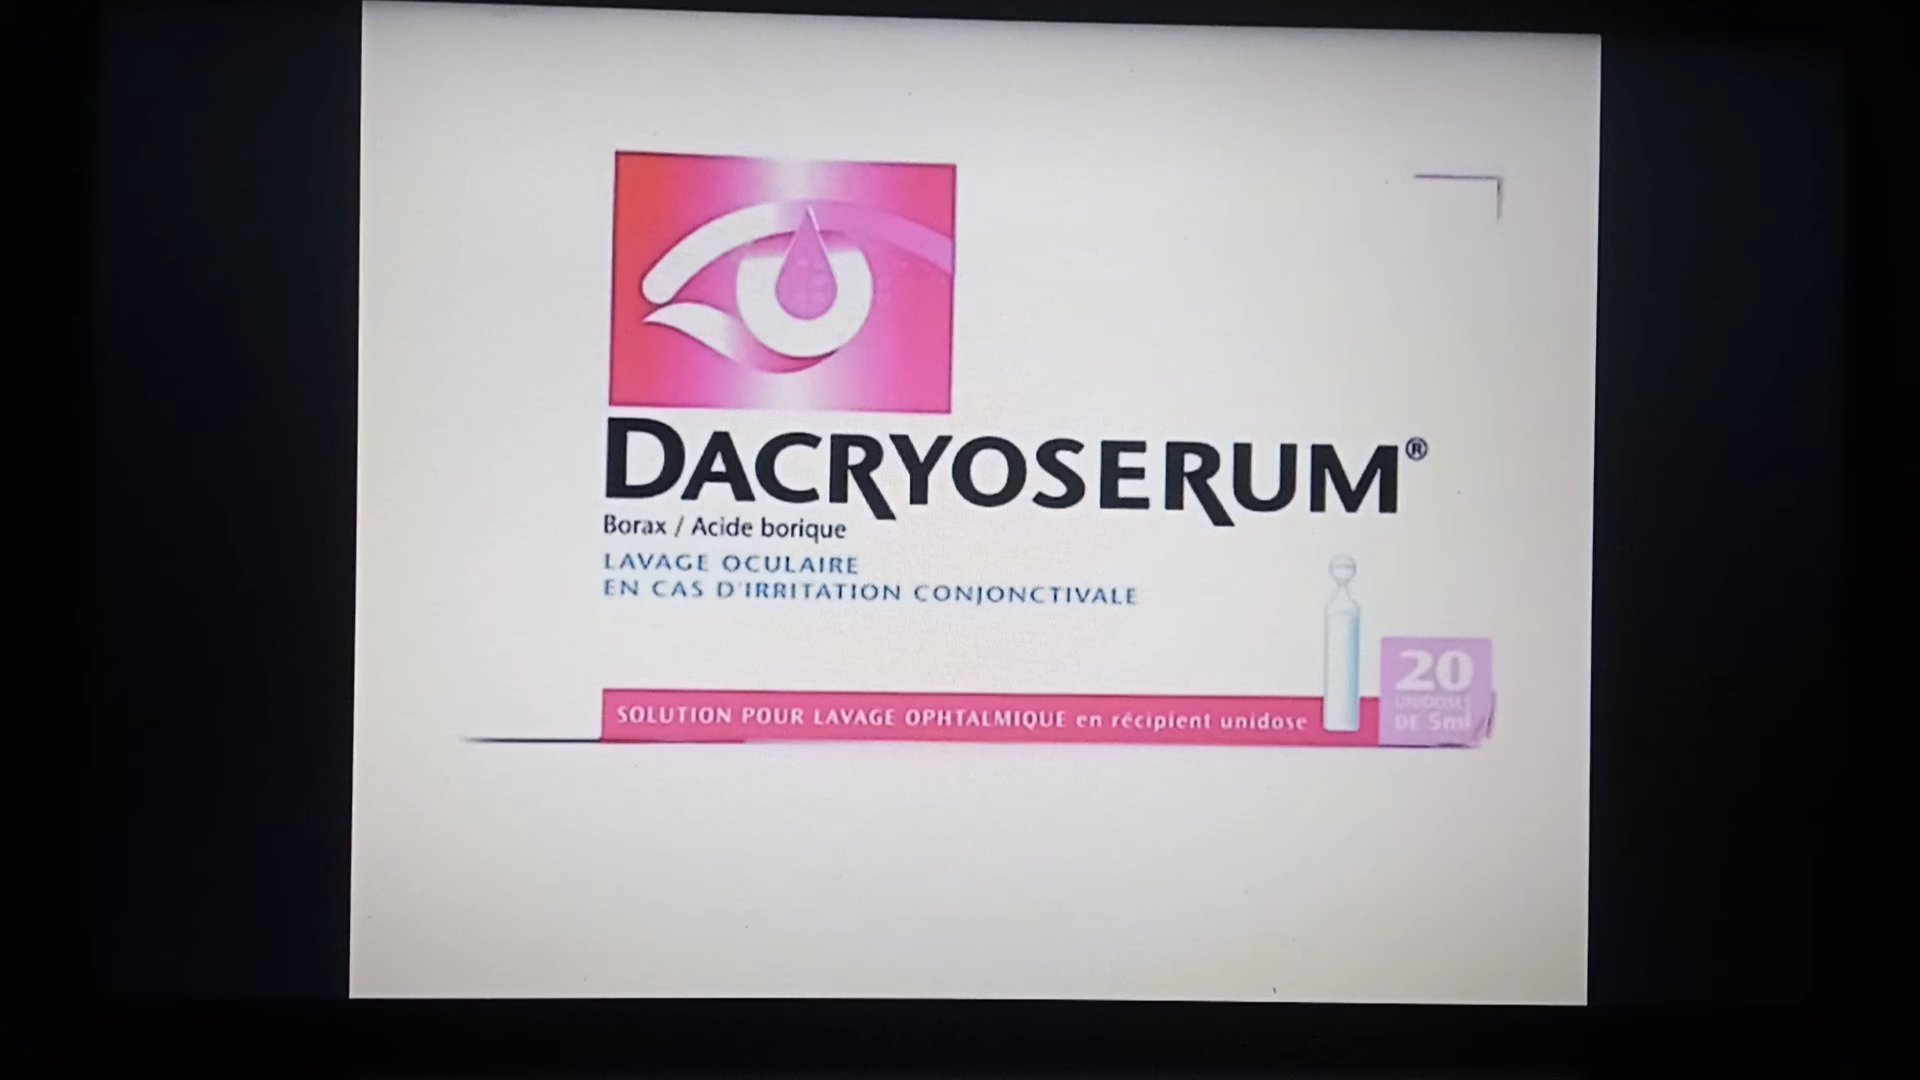 DACRYOSERUM®
Borax / Acide borique
LAVAGE OCULAIRE
EN CAS D'IRRITATION CONJONCTIVALE
SOLUTION POUR LAVAGE OPHTALMIQUE en récipient unidose
20
UNIDOSES
DE 5ml